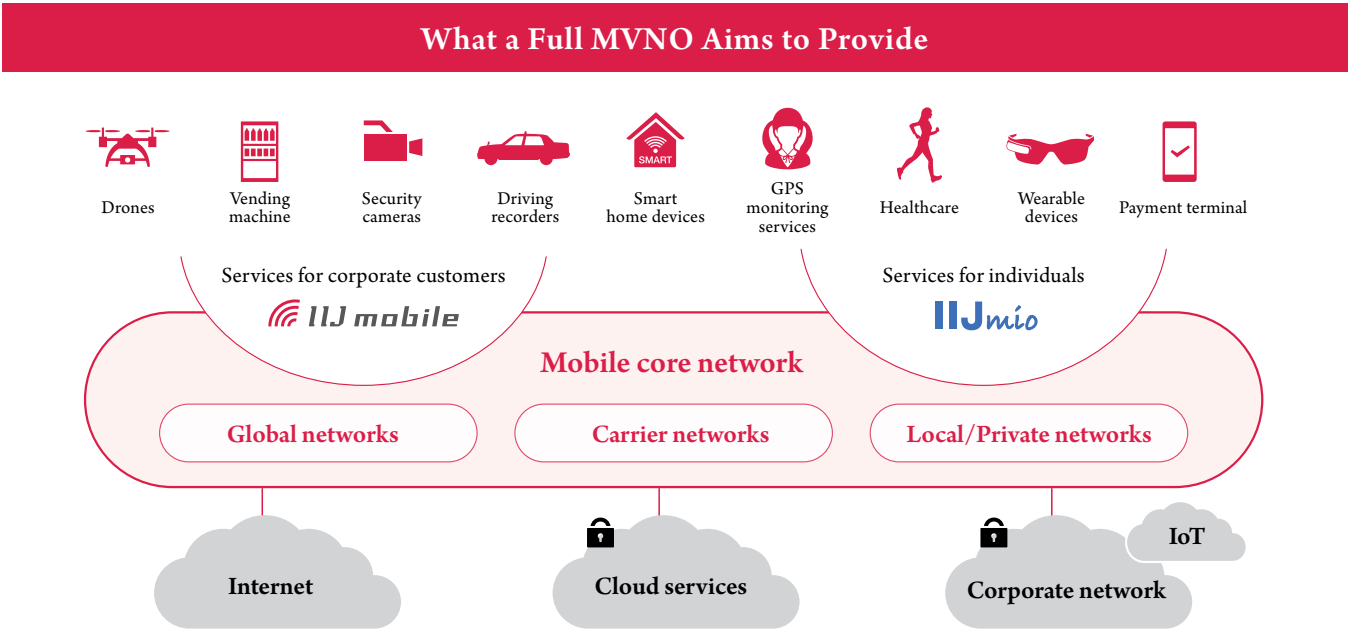 What a Full MVNO Aims to Provide
SMART
Drones
Vending
machine
Security
cameras
Driving
recorders
Smart
home devices
GPS
monitoring
services
Healthcare
Wearable
devices
Payment terminal
Services for corporate customers
IIJ mobile
Services for individuals
IIJmio
Mobile core network
Global networks
Carrier networks
Local/Private networks
Internet
Cloud services
Corporate network
IoT